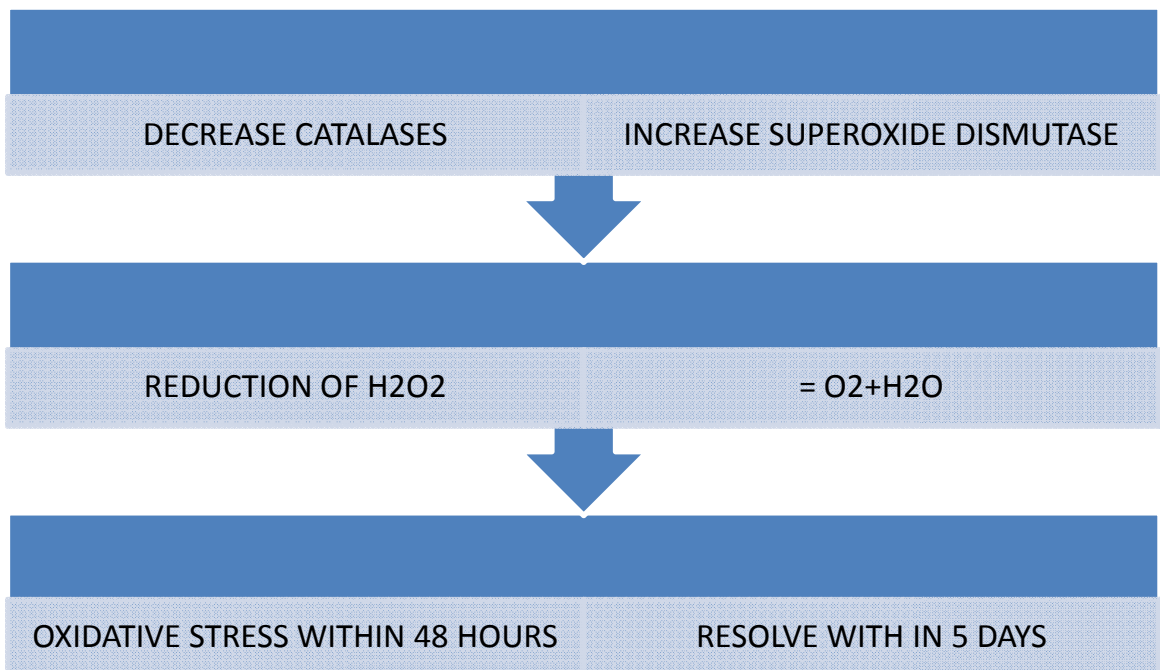 DECREASE CATALASES
INCREASE SUPEROXIDE DISMUTASE
REDUCTION OF H2O2
= O2+H2O
OXIDATIVE STRESS WITHIN 48 HOURS
RESOLVE WITH IN 5 DAYS